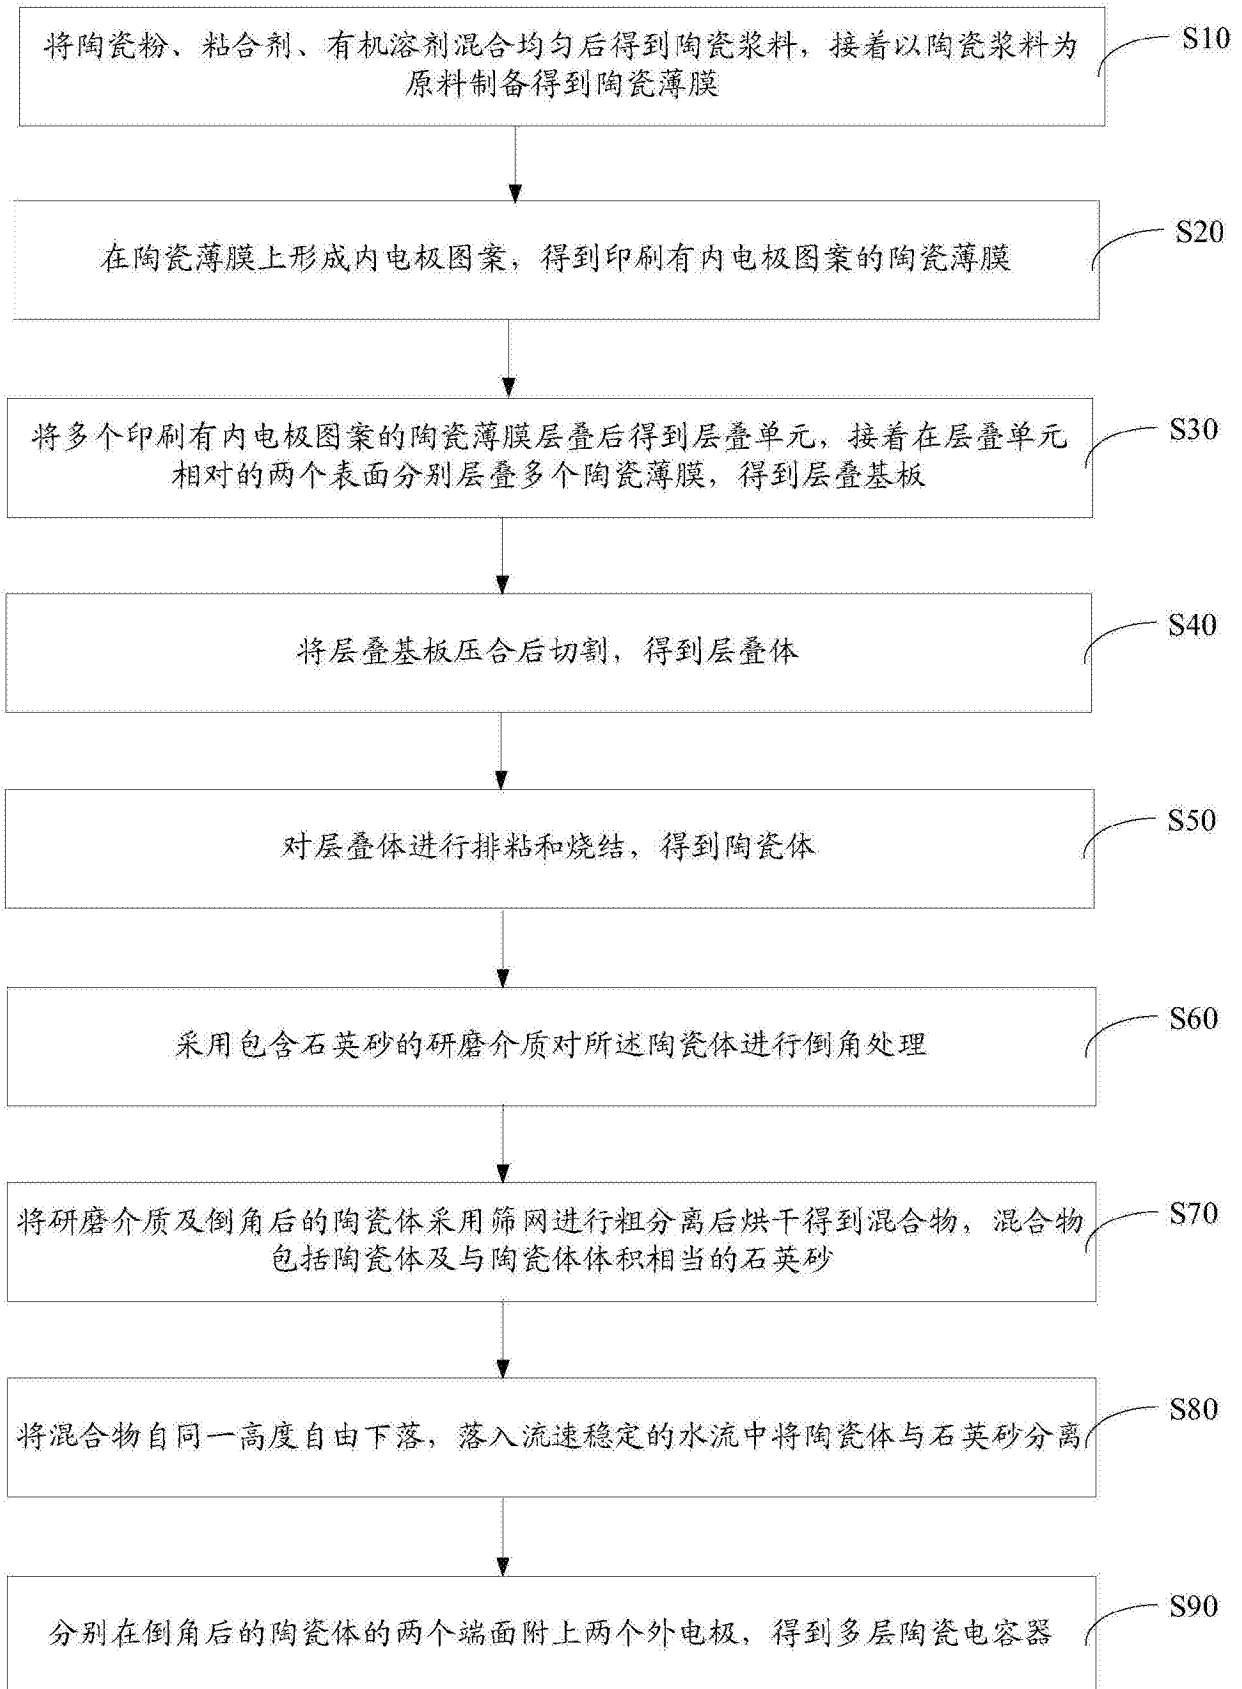 将陶瓷粉、粘合剂、有机溶剂混合均匀后得到陶瓷浆料，接着以陶瓷浆料为
原料制备得到陶瓷薄膜
S10
在陶瓷薄膜上形成内电极图案，得到印刷有内电极图案的陶瓷薄膜
S20
将多个印刷有内电极图案的陶瓷薄膜层叠后得到层叠单元，接着在层叠单元
相对的两个表面分别层叠多个陶瓷薄膜，得到层叠基板
S30
将层叠基板压合后切割，得到层叠体
S40
对层叠体进行排粘和烧结，得到陶瓷体
S50
采用包含石英砂的研磨介质对所述陶瓷体进行倒角处理
S60
将研磨介质及倒角后的陶瓷体采用筛网进行粗分离后烘干得到混合物，混合物
包括陶瓷体及与陶瓷体体积相当的石英砂
S70
将混合物自同一高度自由下落，落入流速稳定的水流中将陶瓷体与石英砂分离
S80
分别在倒角后的陶瓷体的两个端面附上两个外电极，得到多层陶瓷电容器
S90